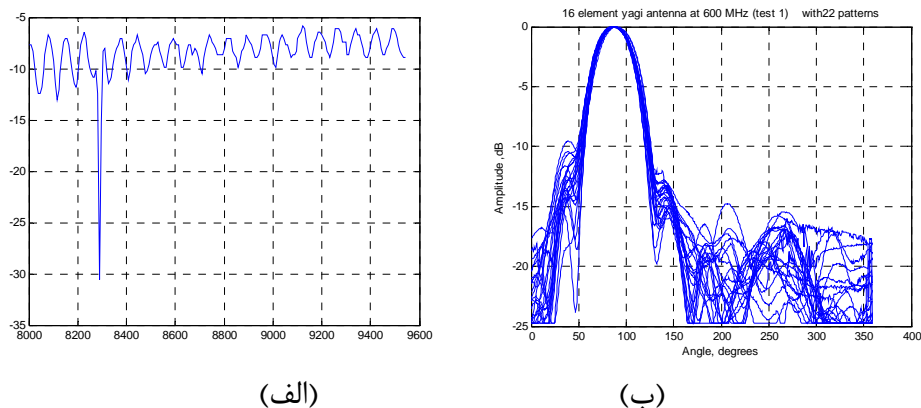 -5
-10
-15
-20
-25
-30
-35
8000 8200 8400 8600 8800 9000 9200 9400 9600
16 element yagi antenna at 600 MHz (test 1) with22 patterns
0
-5
-10
-15
-20
-25
Amplitude ,dB
0 50 100 150 200 250 300 350 400
Angle, degrees
(الف)
(ب)